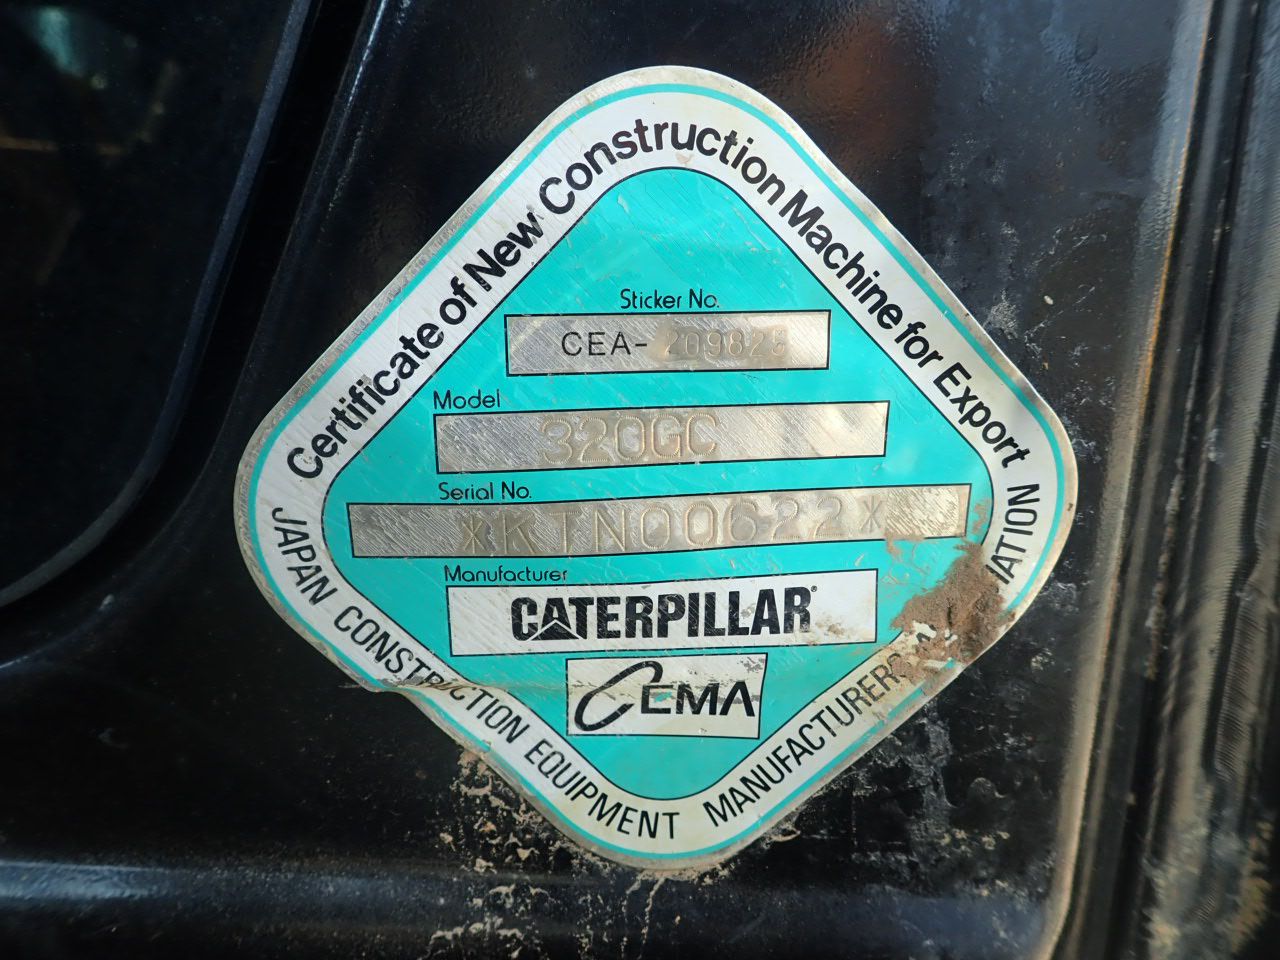 Certificate of New Construction Machine for Export
Sticker No.
CEA- 209825
Model
320GC
Serial No.
*KTN00622*
Manufacturer
CATERPILLAR®
CEMA
JAPAN CONSTRUCTION EQUIPMENT MANUFACTURERS